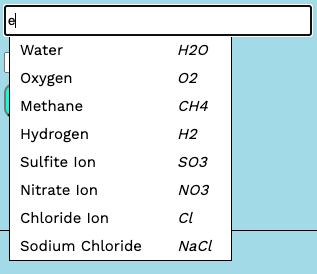 e
Water H2O
Oxygen O2
Methane CH4
Hydrogen H2
Sulfite Ion SO3
Nitrate Ion NO3
Chloride Ion Cl
Sodium Chloride NaCl